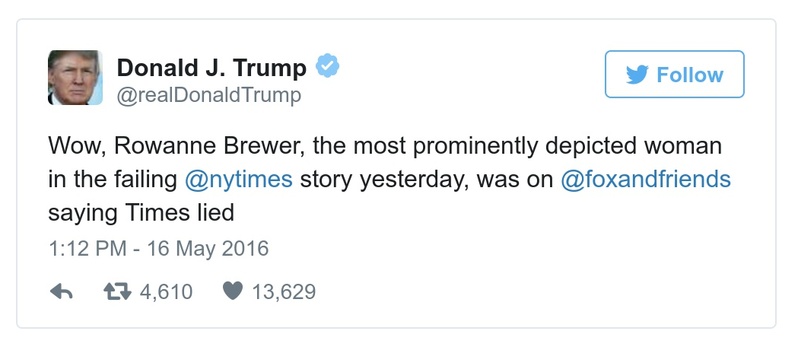 Donald J. Trump
@realDonaldTrump
Follow
Wow, Rowanne Brewer, the most prominently depicted woman
in the failing @nytimes story yesterday, was on @foxandfriends
saying Times lied
1:12 PM - 16 May 2016
4,610 13,629